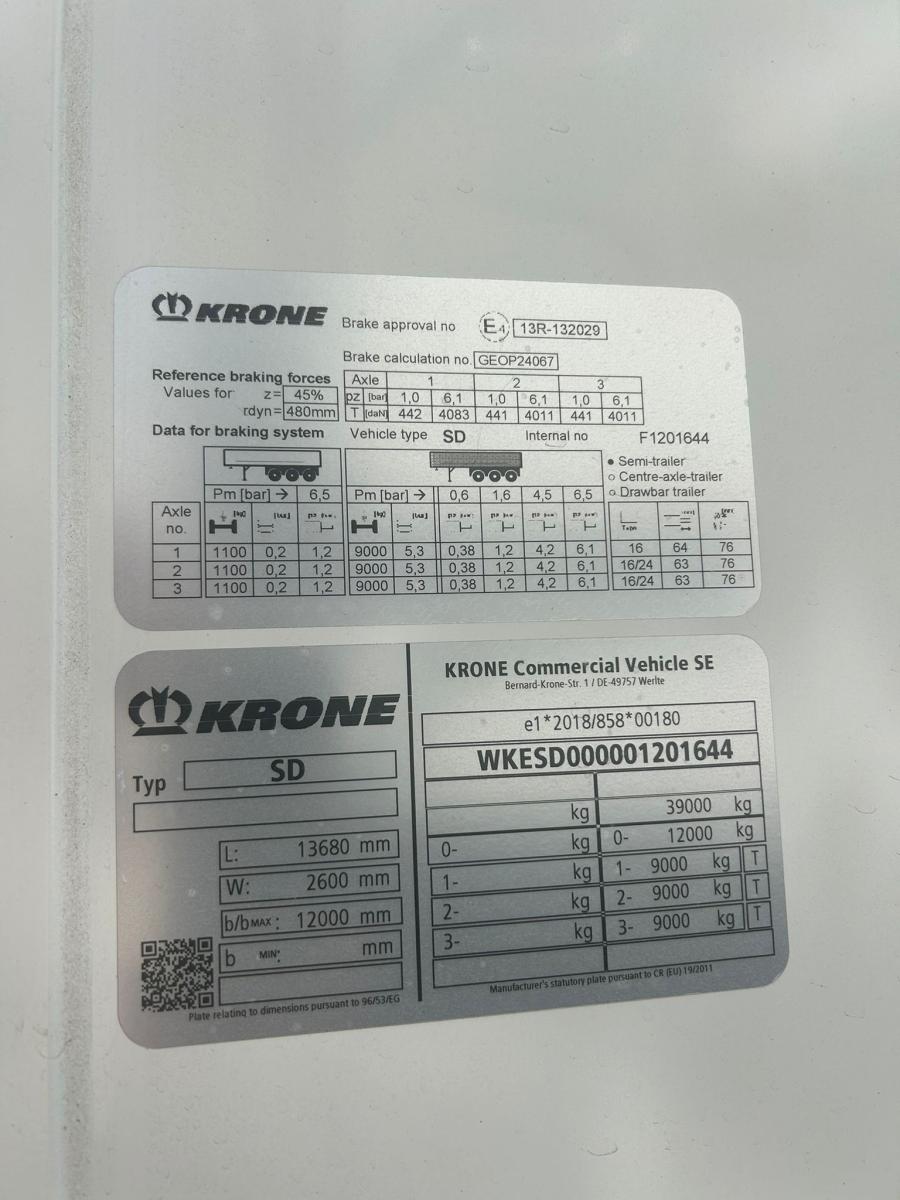 KRONE
Brake approval no E4 13R-132029
Brake calculation no. GEOP24067
Reference braking forces
Values for z= 45%
rdyn= 480mm
Axle 1 2 3
pz [bar] 1,0 6,1 1,0 6,1 1,0 6,1
T [daN] 442 4083 441 4011 441 4011
Data for braking system Vehicle type SD Internal no F1201644
Semi-trailer
Centre-axle-trailer
Drawbar trailer
Pm [bar] → 6,5 Pm [bar] → 0,6 1,6 4,5 6,5
Axle no.
1 1100 0,2 1,2 9000 5,3 0,38 1,2 4,2 6,1 16 64 76
2 1100 0,2 1,2 9000 5,3 0,38 1,2 4,2 6,1 16/24 63 76
3 1100 0,2 1,2 9000 5,3 0,38 1,2 4,2 6,1 16/24 63 76
KRONE
Typ SD
L: 13680 mm
W: 2600 mm
b/bMAX: 12000 mm
b MIN: mm
Plate relating to dimensions pursuant to 96/53/EG
KRONE Commercial Vehicle SE
Bernard-Krone-Str. 1 / DE-49757 Werlte
e1*2018/858*00180
WKESD000001201644
kg 39000 kg
0- kg 0- 12000 kg
1- kg 1- 9000 kg T
2- kg 2- 9000 kg T
3- kg 3- 9000 kg T
Manufacturer's statutory plate pursuant to CR (EU) 19/2011